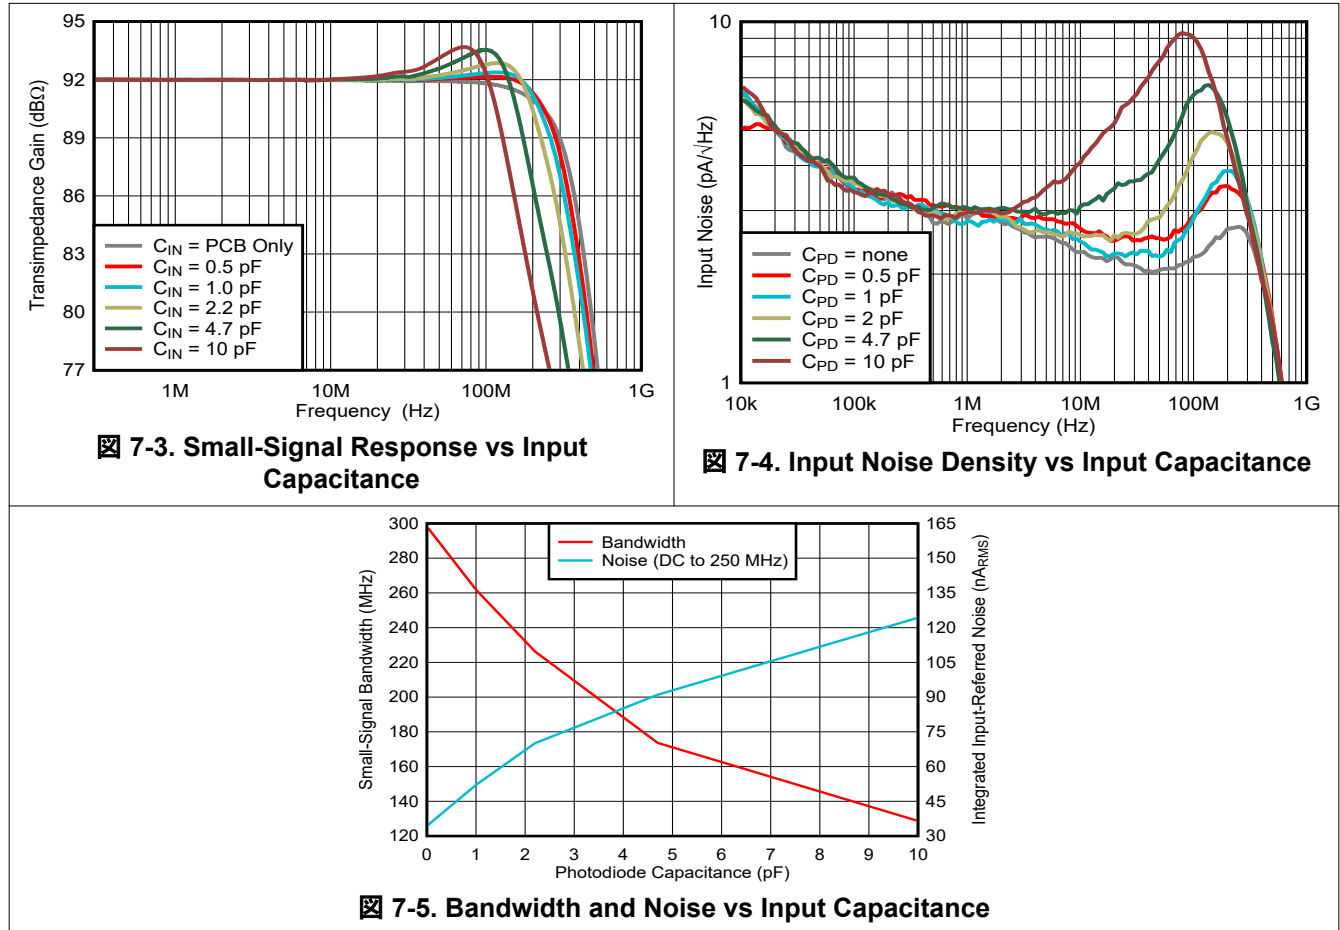 95
92
89
86
83
80
77
Transimpedance Gain (dBΩ)
C_IN = PCB Only
C_IN = 0.5 pF
C_IN = 1.0 pF
C_IN = 2.2 pF
C_IN = 4.7 pF
C_IN = 10 pF
1M 10M 100M 1G
Frequency (Hz)
図 7-3. Small-Signal Response vs Input
Capacitance
10
1
Input Noise (pA/√Hz)
C_PD = none
C_PD = 0.5 pF
C_PD = 1 pF
C_PD = 2 pF
C_PD = 4.7 pF
C_PD = 10 pF
10k 100k 1M 10M 100M 1G
Frequency (Hz)
図 7-4. Input Noise Density vs Input Capacitance
300
280
260
240
220
200
180
160
140
120
Small-Signal Bandwidth (MHz)
Bandwidth
Noise (DC to 250 MHz)
165
150
135
120
105
90
75
60
45
30
Integrated Input-Referred Noise (nA_RMS)
0 1 2 3 4 5 6 7 8 9 10
Photodiode Capacitance (pF)
図 7-5. Bandwidth and Noise vs Input Capacitance